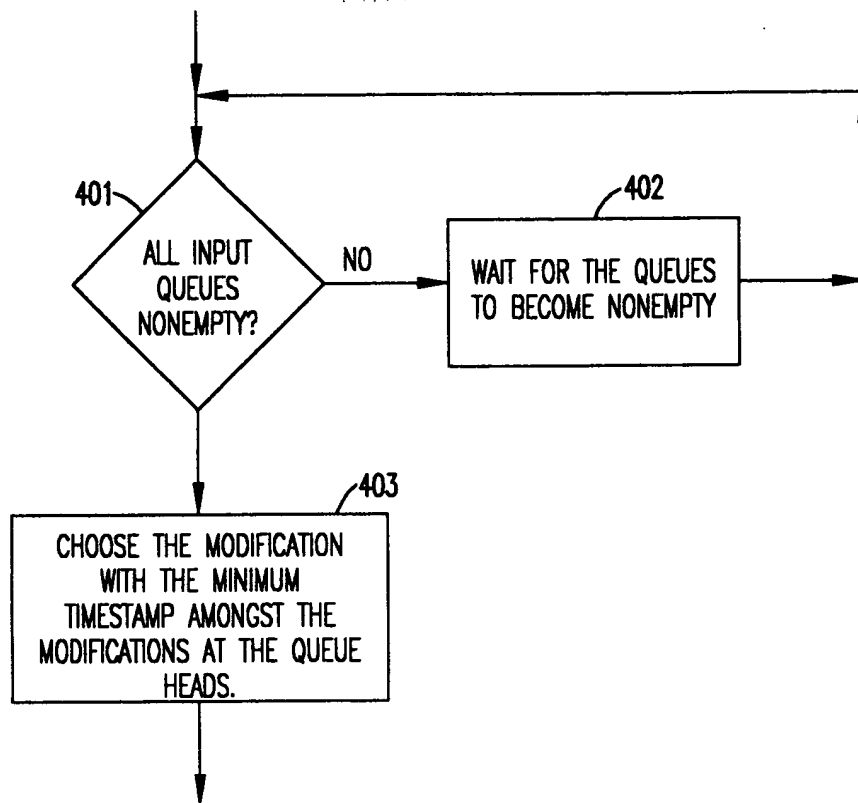 401
ALL INPUT
QUEUES
NONEMPTY?
NO
402
WAIT FOR THE QUEUES
TO BECOME NONEMPTY
403
CHOOSE THE MODIFICATION
WITH THE MINIMUM
TIMESTAMP AMONGST THE
MODIFICATIONS AT THE QUEUE
HEADS.